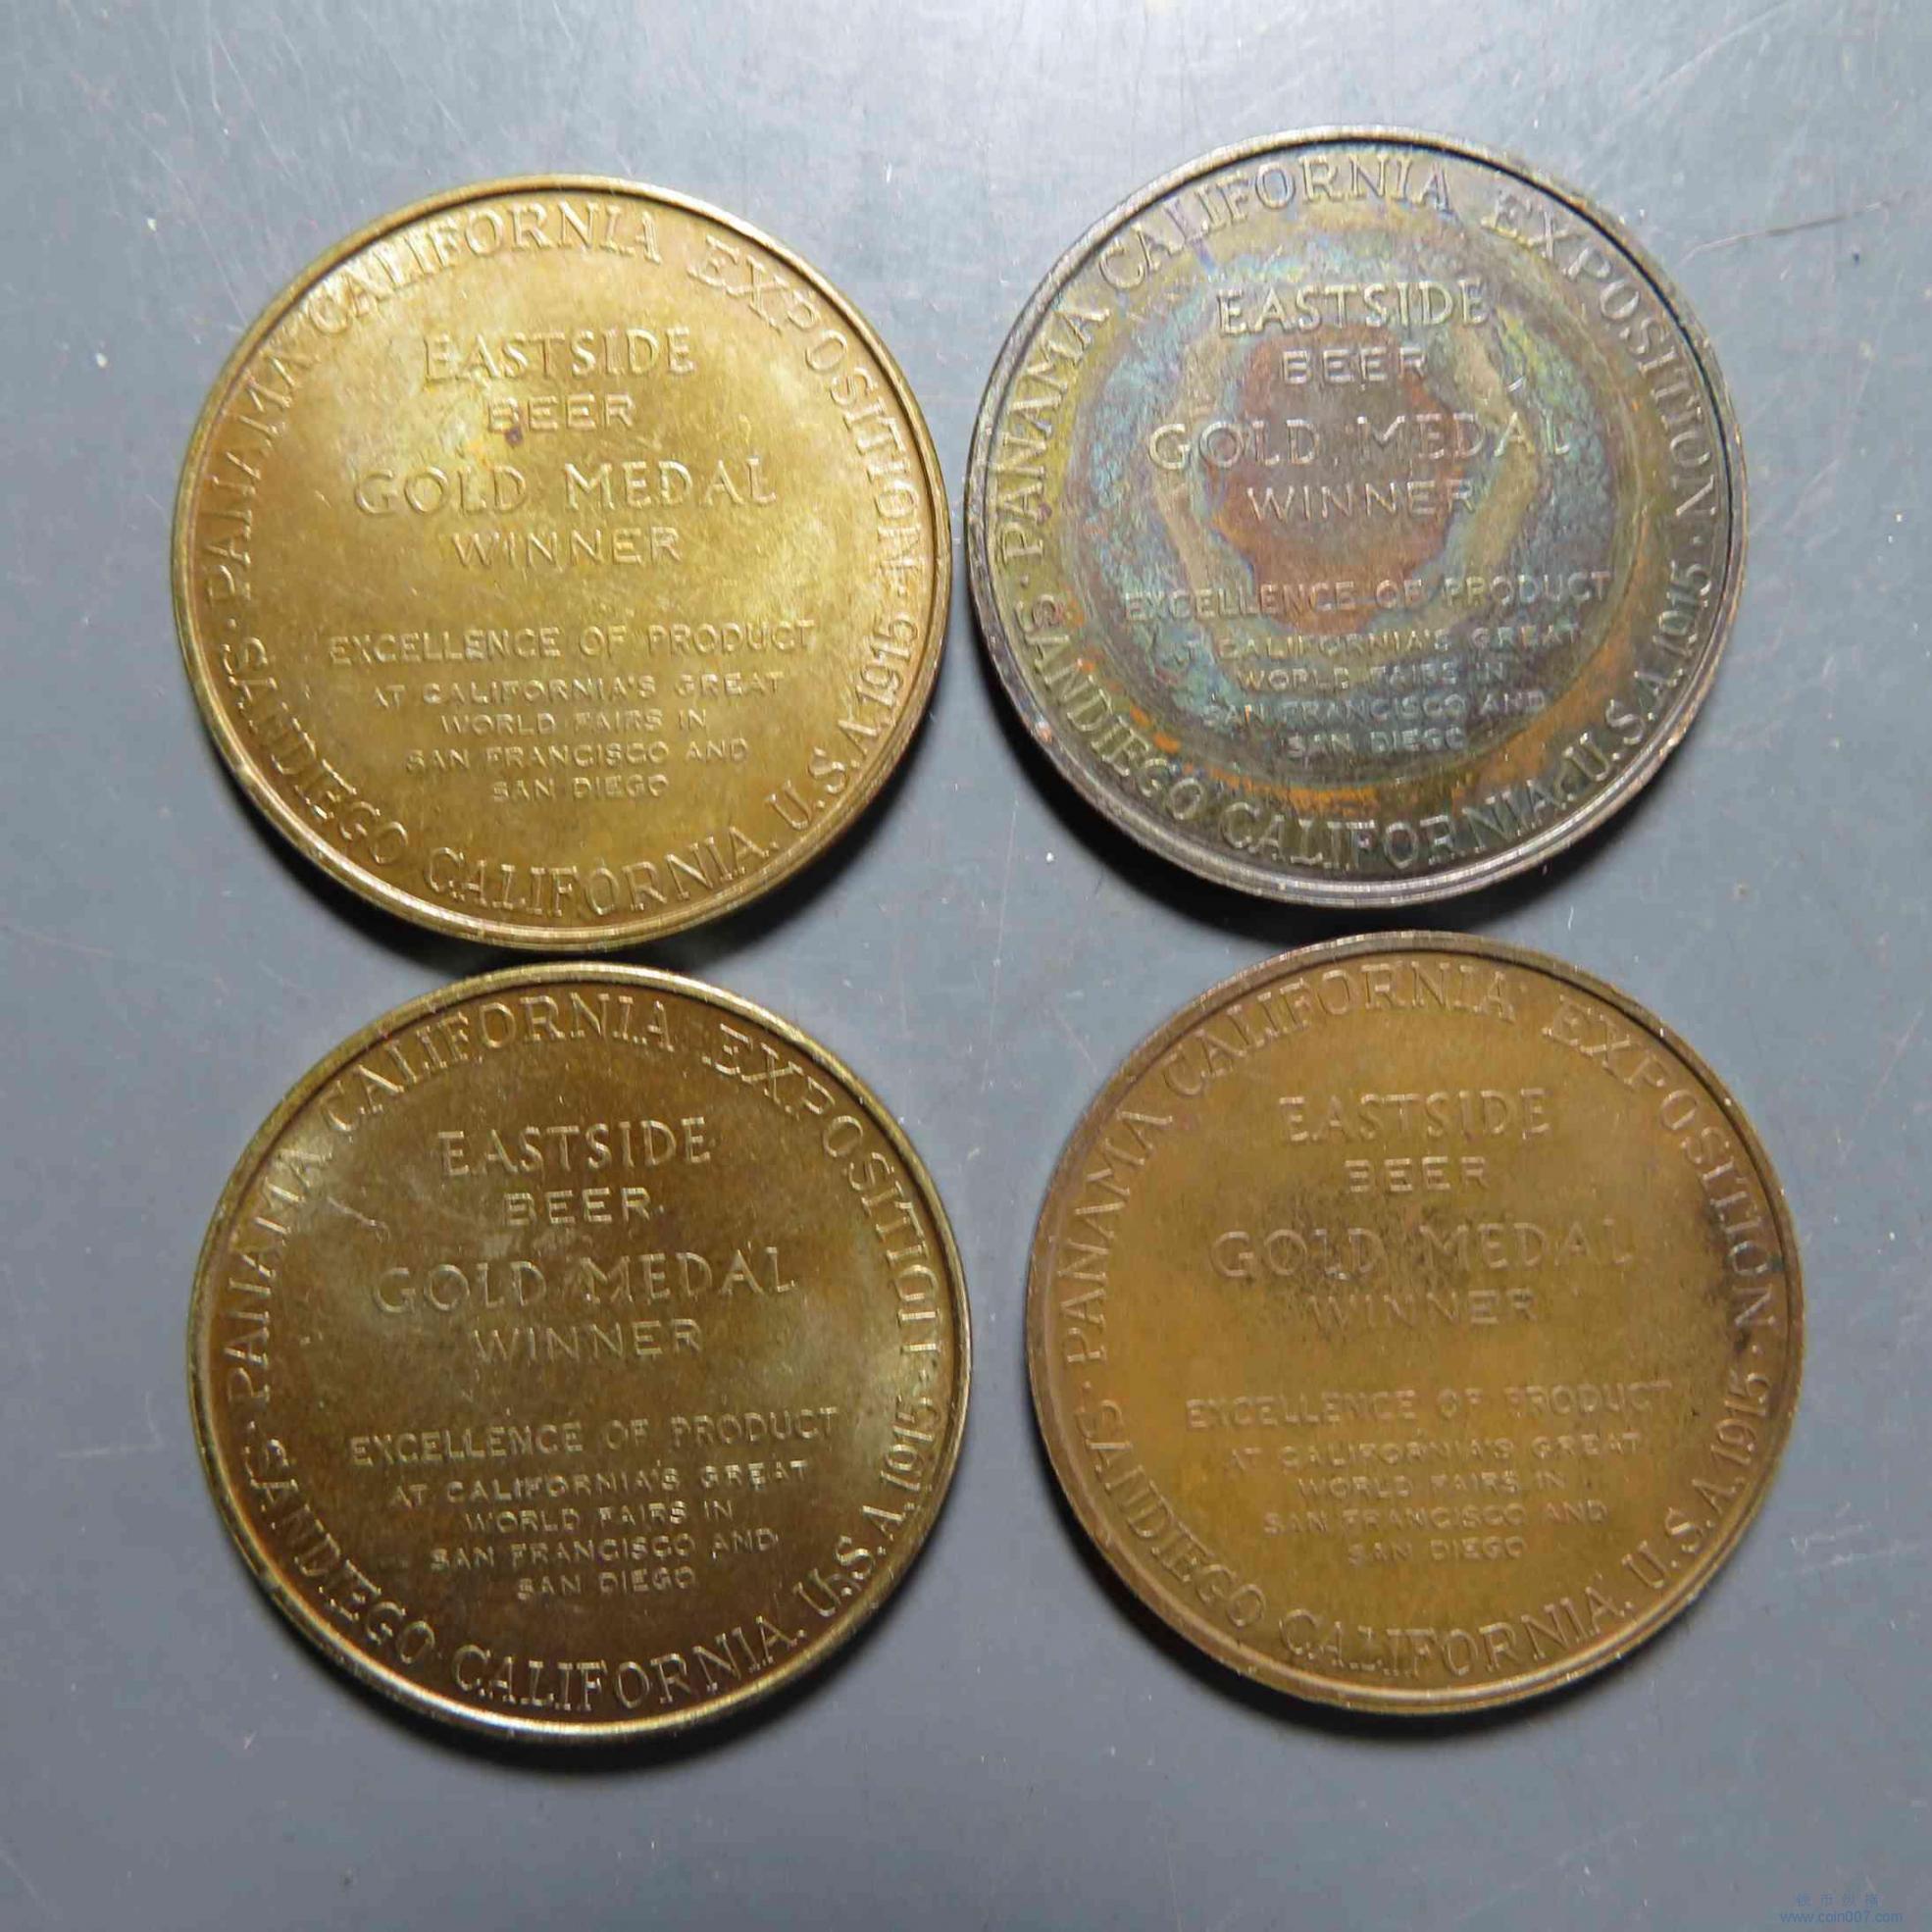 · PANAMA CALIFORNIA EXPOSITION ·
SAN DIEGO CALIFORNIA. U.S.A. 1915
EASTSIDE
BEER
GOLD MEDAL
WINNER
EXCELLENCE OF PRODUCT
AT CALIFORNIA'S GREAT
WORLD FAIRS IN
SAN FRANCISCO AND
SAN DIEGO
· PANAMA CALIFORNIA EXPOSITION ·
SAN DIEGO CALIFORNIA. U.S.A. 1915
EASTSIDE
BEER
GOLD MEDAL
WINNER
EXCELLENCE OF PRODUCT
CALIFORNIA'S GREAT
WORLD FAIRS IN
SAN FRANCISCO AND
SAN DIEGO
· PANAMA CALIFORNIA EXPOSITION ·
SAN DIEGO CALIFORNIA. U.S.A. 1915
EASTSIDE
BEER
GOLD MEDAL
WINNER
EXCELLENCE OF PRODUCT
AT CALIFORNIA'S GREAT
WORLD FAIRS IN
SAN FRANCISCO AND
SAN DIEGO
· PANAMA CALIFORNIA EXPOSITION ·
SAN DIEGO CALIFORNIA. U.S.A. 1915
EASTSIDE
BEER
GOLD MEDAL
WINNER
EXCELLENCE OF PRODUCT
AT CALIFORNIA'S GREAT
WORLD FAIRS IN
SAN FRANCISCO AND
SAN DIEGO
www.coin007.com